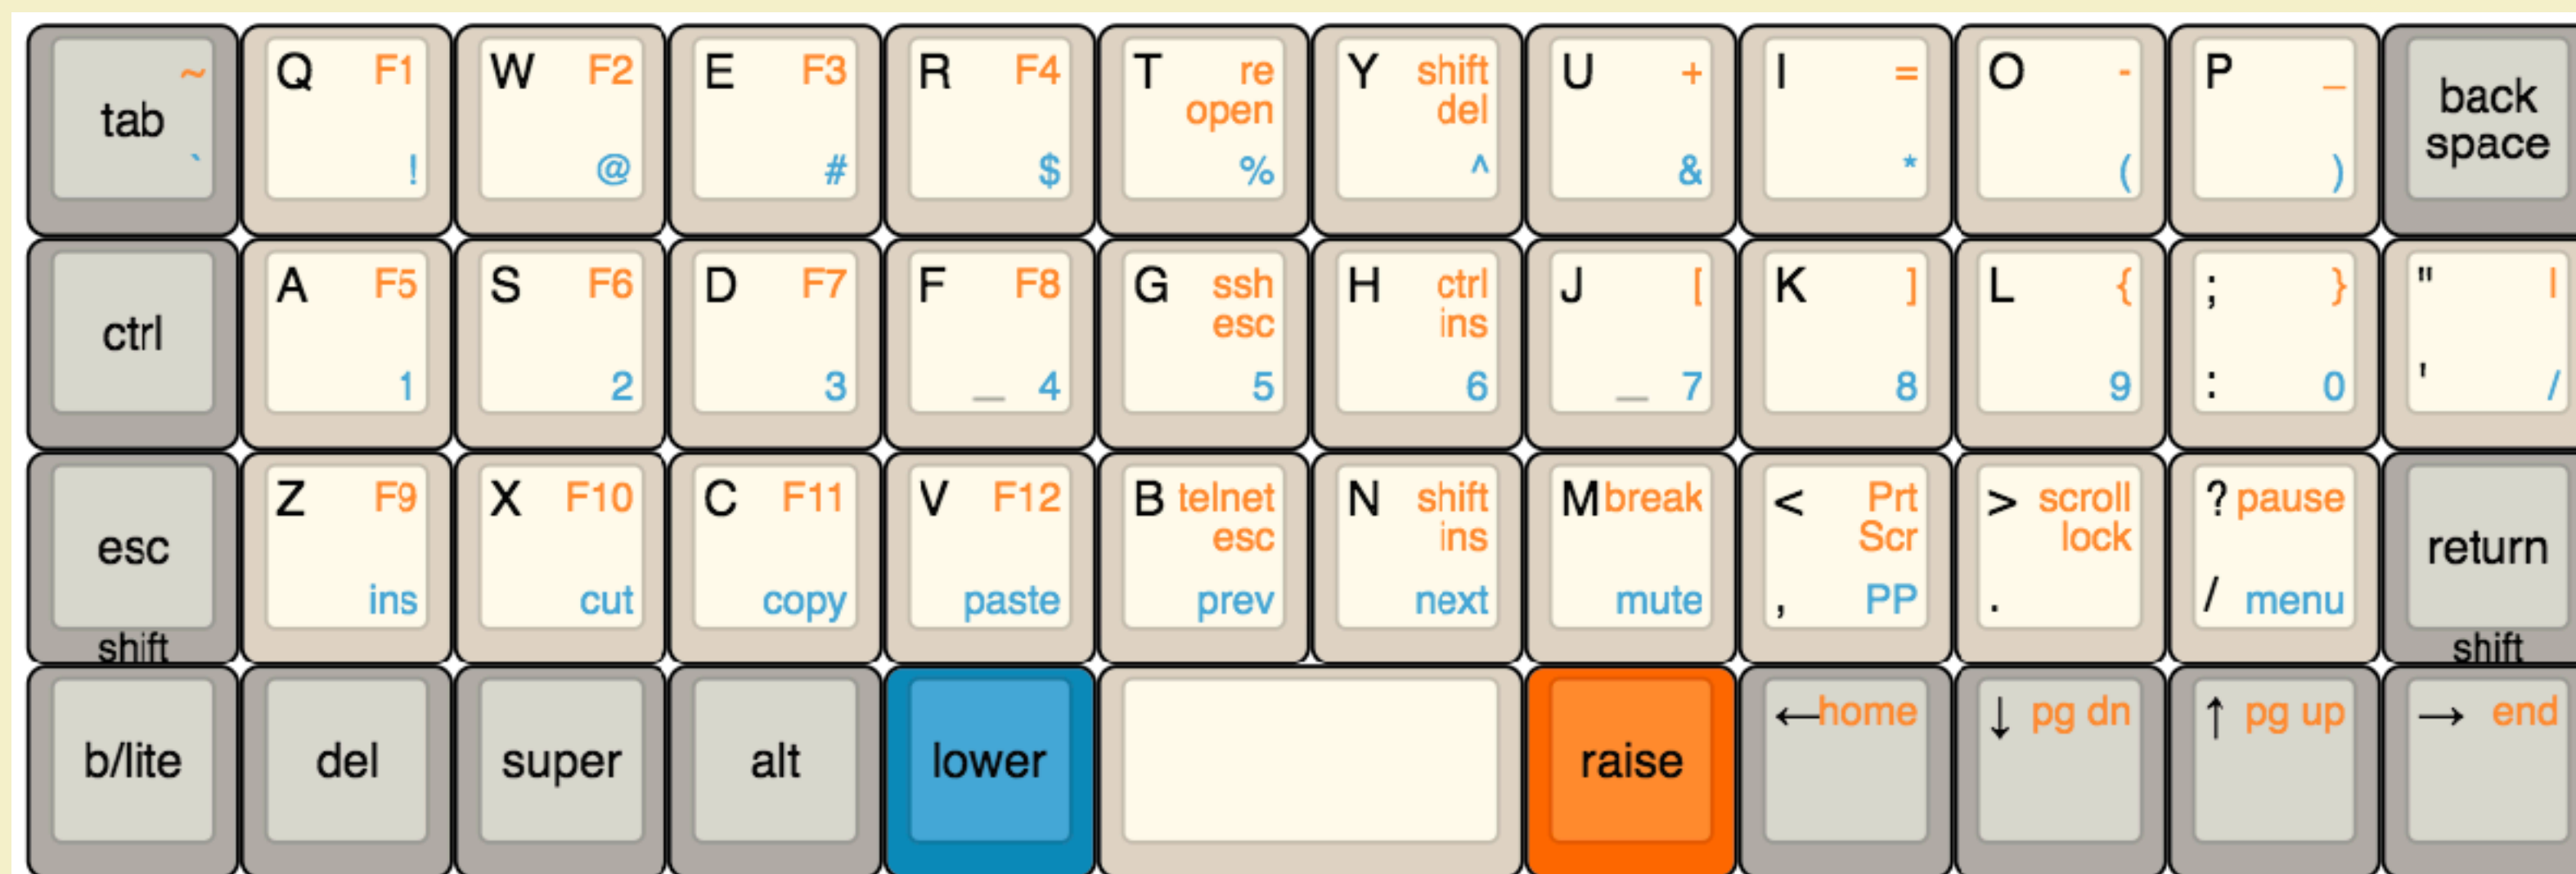 ~
tab
`
Q F1
!
W F2
@
E F3
#
R F4
$
T re
open
%
Y shift
del
^
U +
&
I =
*
O -
(
P _
)
back
space
ctrl
A F5
1
S F6
2
D F7
3
F F8
_ 4
G ssh
esc
5
H ctrl
ins
6
J [
_ 7
K ]
8
L {
9
; }
: 0
" |
' /
esc
shift
Z F9
ins
X F10
cut
C F11
copy
V F12
paste
B telnet
esc
prev
N shift
ins
next
M break
mute
< Prt
Scr
, PP
> scroll
lock
.
? pause
/ menu
return
shift
b/lite
del
super
alt
lower
raise
← home
↓ pg dn
↑ pg up
→ end